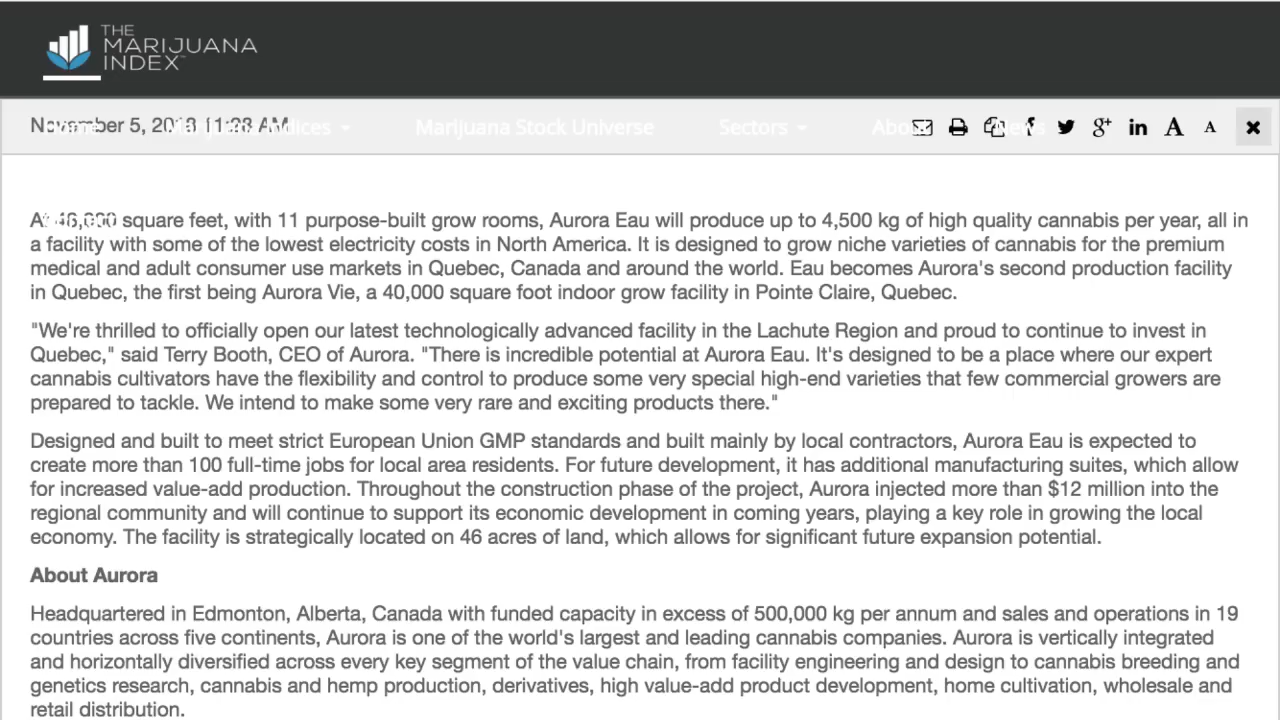 THE
MARIJUANA
INDEX™
November 5, 2018 11:23 AM
Home
Marijuana Indices
Marijuana Stock Universe
Sectors
About
News
square feet, with 11 purpose-built grow rooms, Aurora Eau will produce up to 4,500 kg of high quality cannabis per year, all in
a facility with some of the lowest electricity costs in North America. It is designed to grow niche varieties of cannabis for the premium
medical and adult consumer use markets in Quebec, Canada and around the world. Eau becomes Aurora's second production facility
in Quebec, the first being Aurora Vie, a 40,000 square foot indoor grow facility in Pointe Claire, Quebec.
"We're thrilled to officially open our latest technologically advanced facility in the Lachute Region and proud to continue to invest in
Quebec," said Terry Booth, CEO of Aurora. "There is incredible potential at Aurora Eau. It's designed to be a place where our expert
cannabis cultivators have the flexibility and control to produce some very special high-end varieties that few commercial growers are
prepared to tackle. We intend to make some very rare and exciting products there."
Designed and built to meet strict European Union GMP standards and built mainly by local contractors, Aurora Eau is expected to
create more than 100 full-time jobs for local area residents. For future development, it has additional manufacturing suites, which allow
for increased value-add production. Throughout the construction phase of the project, Aurora injected more than $12 million into the
regional community and will continue to support its economic development in coming years, playing a key role in growing the local
economy. The facility is strategically located on 46 acres of land, which allows for significant future expansion potential.
About Aurora
Headquartered in Edmonton, Alberta, Canada with funded capacity in excess of 500,000 kg per annum and sales and operations in 19
countries across five continents, Aurora is one of the world's largest and leading cannabis companies. Aurora is vertically integrated
and horizontally diversified across every key segment of the value chain, from facility engineering and design to cannabis breeding and
genetics research, cannabis and hemp production, derivatives, high value-add product development, home cultivation, wholesale and
retail distribution.